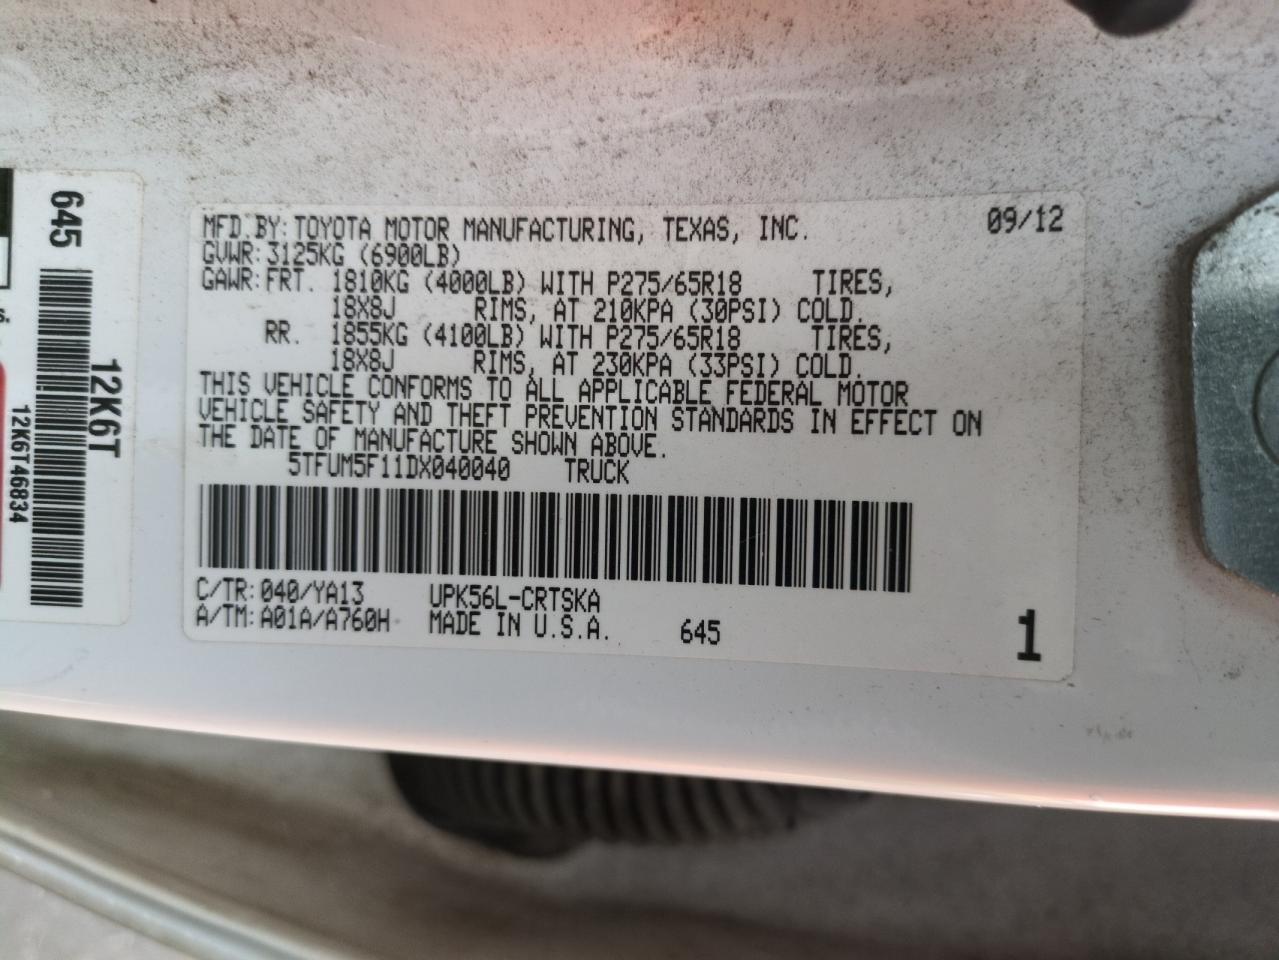 645
12K6T
12K6T46834
s.
MFD.BY:TOYOTA MOTOR MANUFACTURING, TEXAS, INC. 09/12
GVWR:3125KG (6900LB)
GAWR:FRT. 1810KG (4000LB) WITH P275/65R18 TIRES,
18X8J RIMS, AT 210KPA (30PSI) COLD.
RR. 1855KG (4100LB) WITH P275/65R18 TIRES,
18X8J RIMS, AT 230KPA (33PSI) COLD.
THIS VEHICLE CONFORMS TO ALL APPLICABLE FEDERAL MOTOR
VEHICLE SAFETY AND THEFT PREVENTION STANDARDS IN EFFECT ON
THE DATE OF MANUFACTURE SHOWN ABOVE.
5TFUM5F11DX040040 TRUCK
C/TR:040/YA13 UPK56L-CRTSKA
A/TM:A01A/A760H MADE IN U.S.A. 645 1